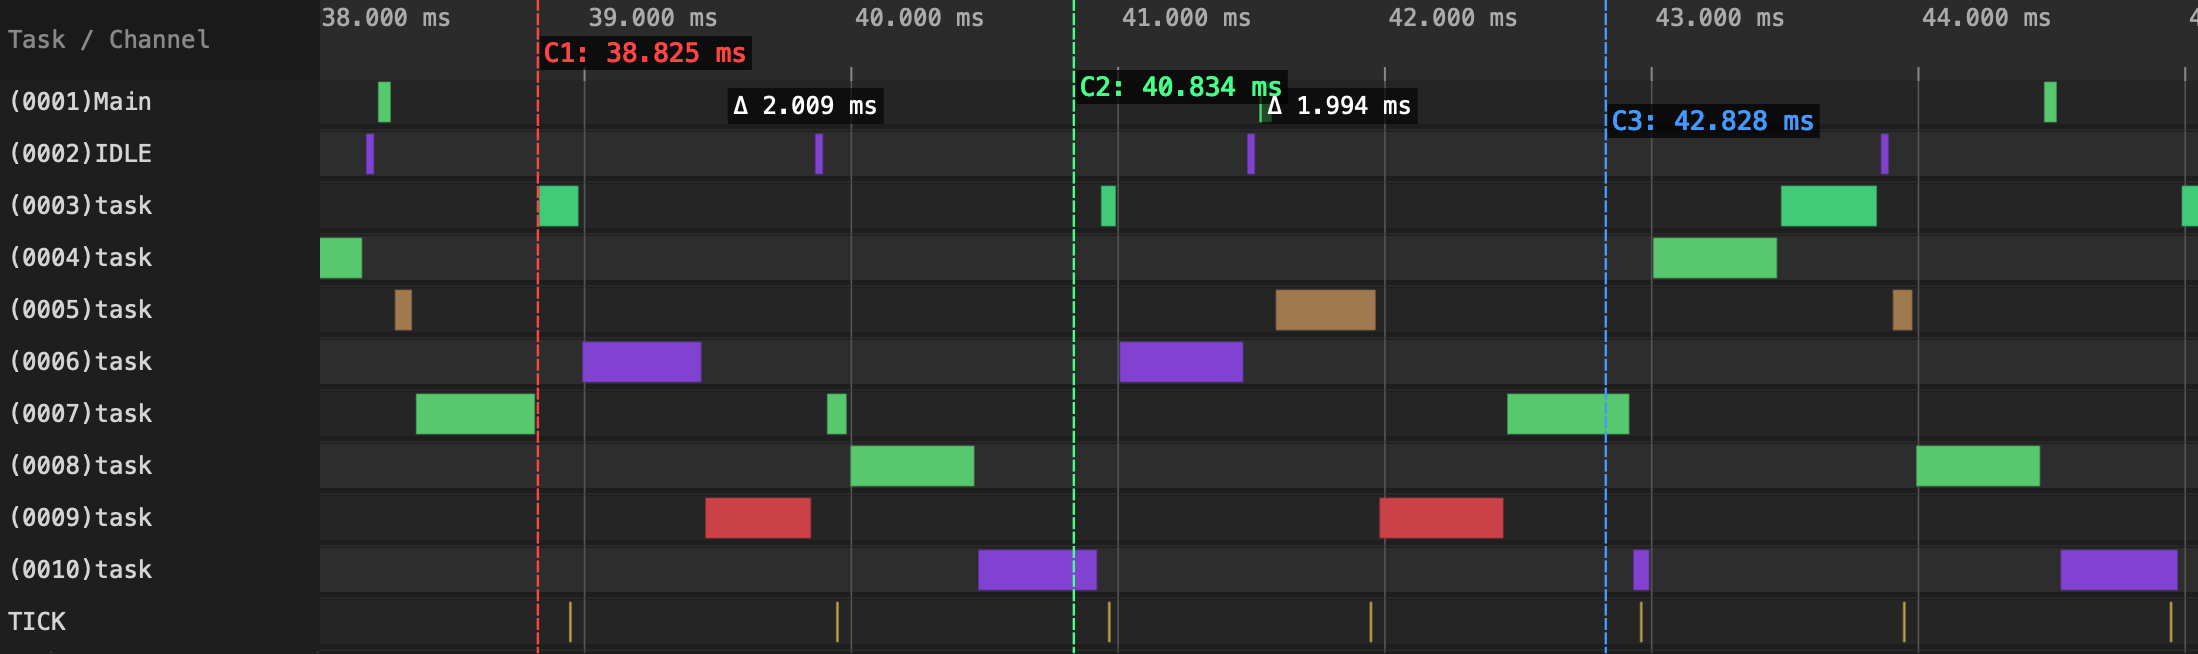 38.000 ms 39.000 ms 40.000 ms 41.000 ms 42.000 ms 43.000 ms 44.000 ms
Task / Channel
C1: 38.825 ms
C2: 40.834 ms
Δ 2.009 ms
Δ 1.994 ms
C3: 42.828 ms
(0001)Main
(0002)IDLE
(0003)task
(0004)task
(0005)task
(0006)task
(0007)task
(0008)task
(0009)task
(0010)task
TICK